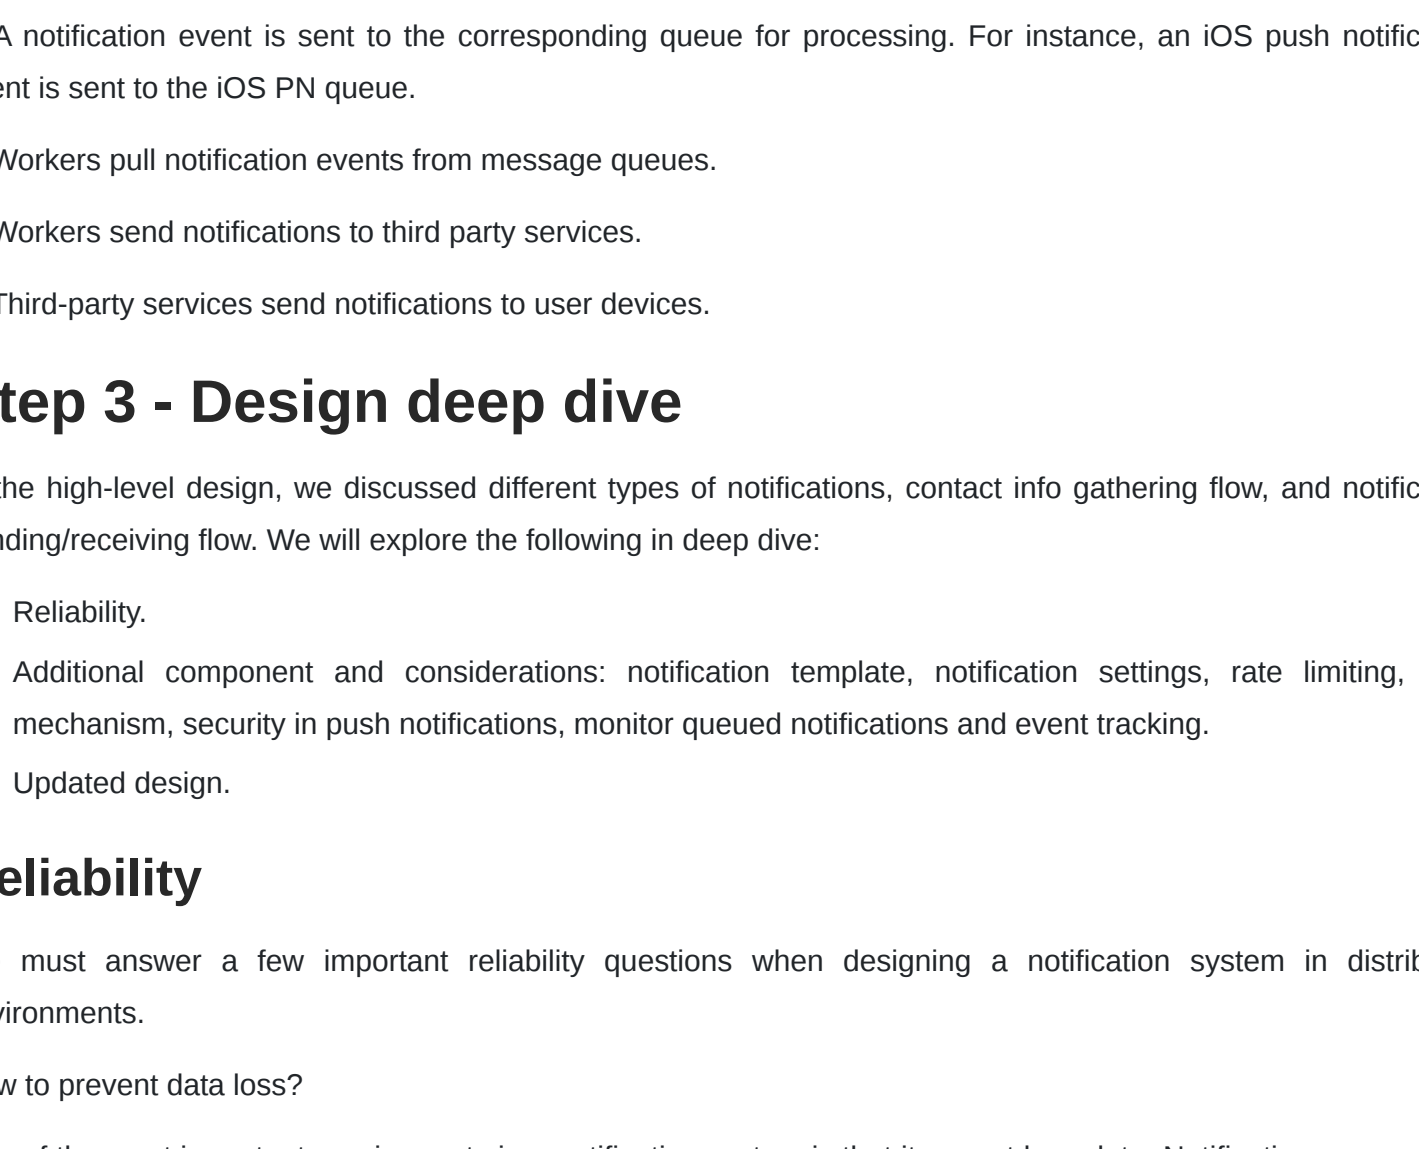 A notification event is sent to the corresponding queue for processing. For instance, an iOS push notific
ent is sent to the iOS PN queue.
Workers pull notification events from message queues.
Workers send notifications to third party services.
Third-party services send notifications to user devices.
tep 3 - Design deep dive
the high-level design, we discussed different types of notifications, contact info gathering flow, and notific
nding/receiving flow. We will explore the following in deep dive:
Reliability.
Additional component and considerations: notification template, notification settings, rate limiting,
mechanism, security in push notifications, monitor queued notifications and event tracking.
Updated design.
eliability
must answer a few important reliability questions when designing a notification system in distrib
vironments.
w to prevent data loss?